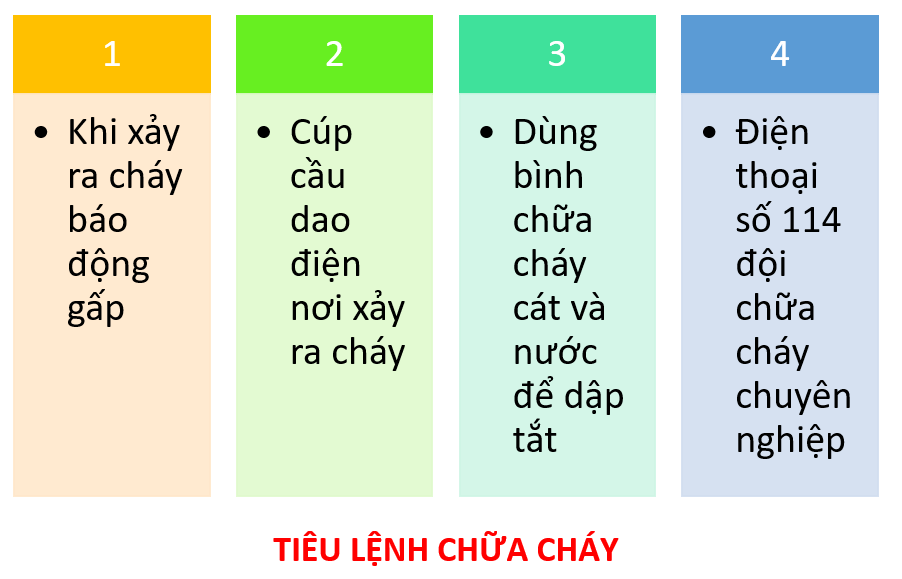 1
• Khi xảy
ra cháy
báo
động
gấp
2
• Cúp
cầu
dao
điện
nơi xảy
ra cháy
3
• Dùng
bình
chữa
cháy
cát và
nước
để dập
tắt
4
• Điện
thoại
số 114
đội
chữa
cháy
chuyên
nghiệp
TIÊU LỆNH CHỮA CHÁY